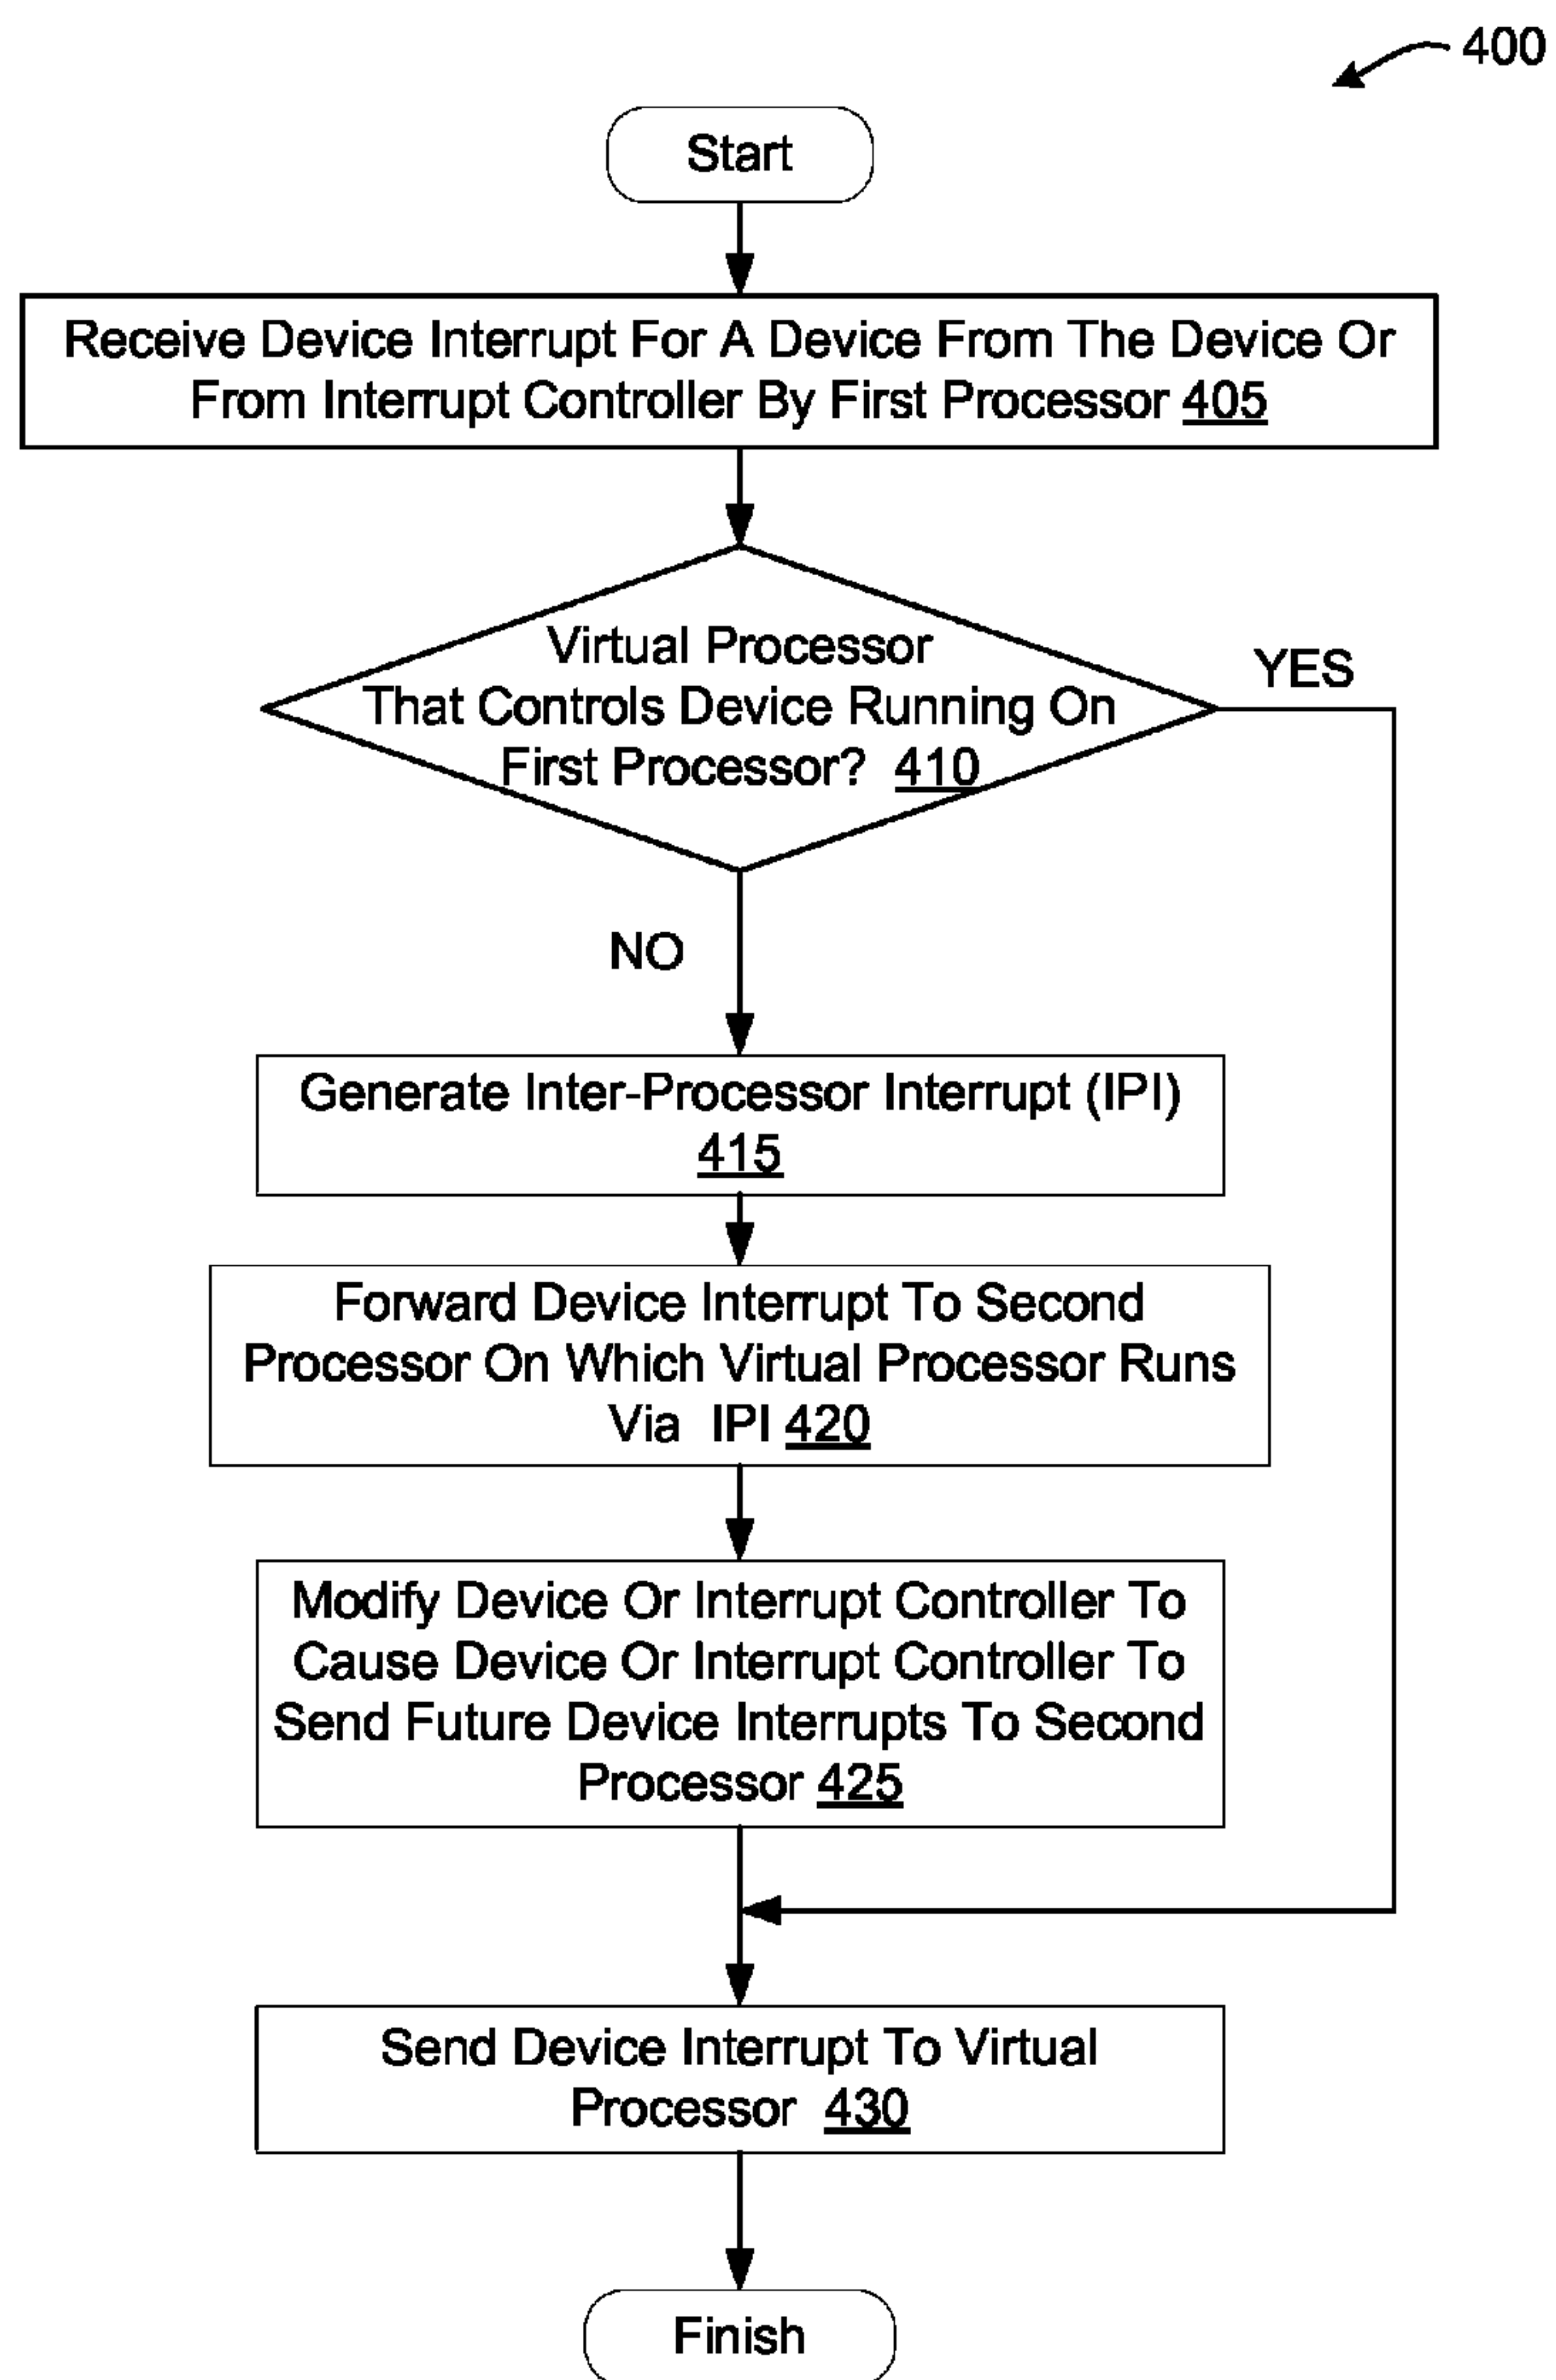 400
Start
Receive Device Interrupt For A Device From The Device Or
From Interrupt Controller By First Processor 405
Virtual Processor
That Controls Device Running On
First Processor? 410
YES
NO
Generate Inter-Processor Interrupt (IPI)
415
Forward Device Interrupt To Second
Processor On Which Virtual Processor Runs
Via IPI 420
Modify Device Or Interrupt Controller To
Cause Device Or Interrupt Controller To
Send Future Device Interrupts To Second
Processor 425
Send Device Interrupt To Virtual
Processor 430
Finish